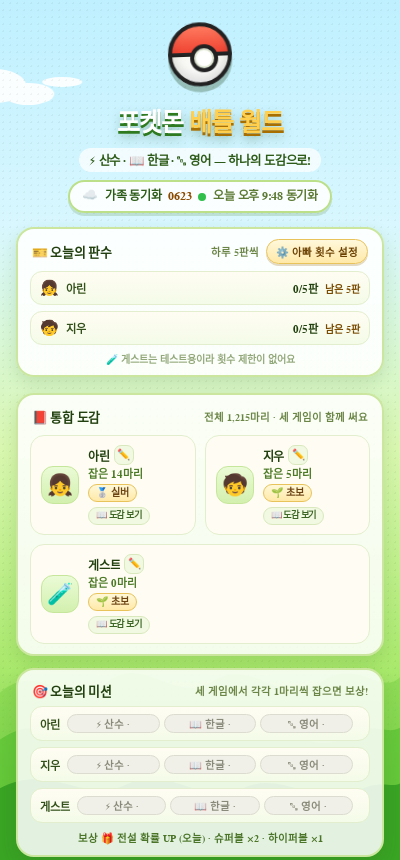 포켓몬 배틀 월드
⚡ 산수 · 📖 한글 · 🔤 영어 — 하나의 도감으로!
☁️ 가족 동기화 0623 오늘 오후 9:48 동기화
🎫 오늘의 판수 하루 5판씩 ⚙️ 아빠 횟수 설정
아린 0/5판 남은 5판
지우 0/5판 남은 5판
🧪 게스트는 테스트용이라 횟수 제한이 없어요
📕 통합 도감 전체 1,215마리 · 세 게임이 함께 써요
아린 ✏️
잡은 14마리
🥈 실버
📖 도감 보기
지우 ✏️
잡은 5마리
🌱 초보
📖 도감 보기
게스트 ✏️
잡은 0마리
🌱 초보
📖 도감 보기
🎯 오늘의 미션 세 게임에서 각각 1마리씩 잡으면 보상!
아린 ⚡ 산수 · 📖 한글 · 🔤 영어 ·
지우 ⚡ 산수 · 📖 한글 · 🔤 영어 ·
게스트 ⚡ 산수 · 📖 한글 · 🔤 영어 ·
보상 🎁 전설 확률 UP (오늘) · 슈퍼볼 ×2 · 하이퍼볼 ×1